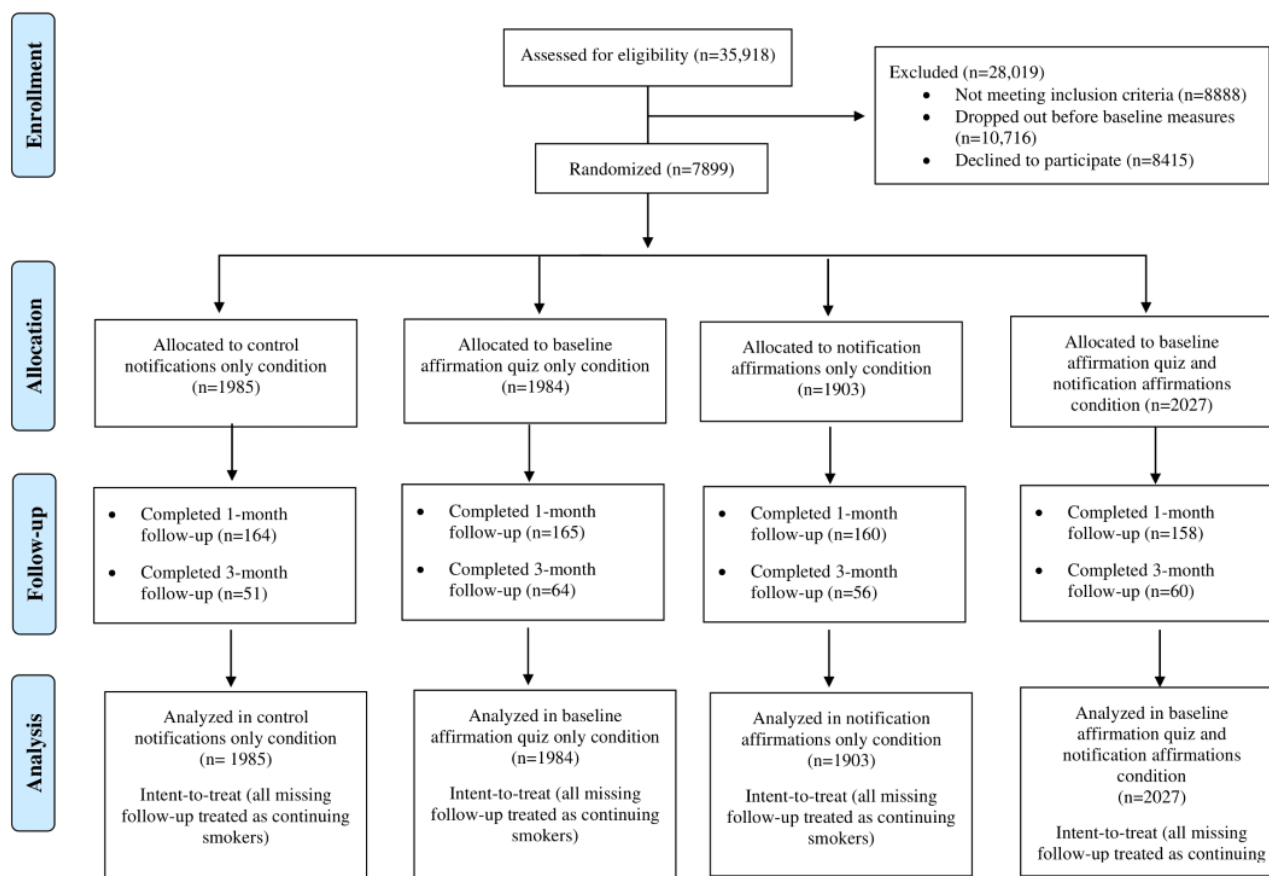 Enrollment
Assessed for eligibility (n=35,918)
Excluded (n=28,019)
• Not meeting inclusion criteria (n=8888)
• Dropped out before baseline measures
(n=10,716)
• Declined to participate (n=8415)
Randomized (n=7899)
Allocation
Allocated to control
notifications only condition
(n=1985)
Allocated to baseline
affirmation quiz only condition
(n=1984)
Allocated to notification
affirmations only condition
(n=1903)
Allocated to baseline
affirmation quiz and
notification affirmations
condition (n=2027)
Follow-up
• Completed 1-month
follow-up (n=164)
• Completed 3-month
follow-up (n=51)
• Completed 1-month
follow-up (n=165)
• Completed 3-month
follow-up (n=64)
• Completed 1-month
follow-up (n=160)
• Completed 3-month
follow-up (n=56)
• Completed 1-month
follow-up (n=158)
• Completed 3-month
follow-up (n=60)
Analysis
Analyzed in control
notifications only condition
(n= 1985)
Intent-to-treat (all missing
follow-up treated as continuing
smokers)
Analyzed in baseline
affirmation quiz only condition
(n=1984)
Intent-to-treat (all missing
follow-up treated as continuing
smokers)
Analyzed in notification
affirmations only condition
(n=1903)
Intent-to-treat (all missing
follow-up treated as continuing
smokers)
Analyzed in baseline
affirmation quiz and
notification affirmations
condition
(n=2027)
Intent-to-treat (all missing
follow-up treated as continuing